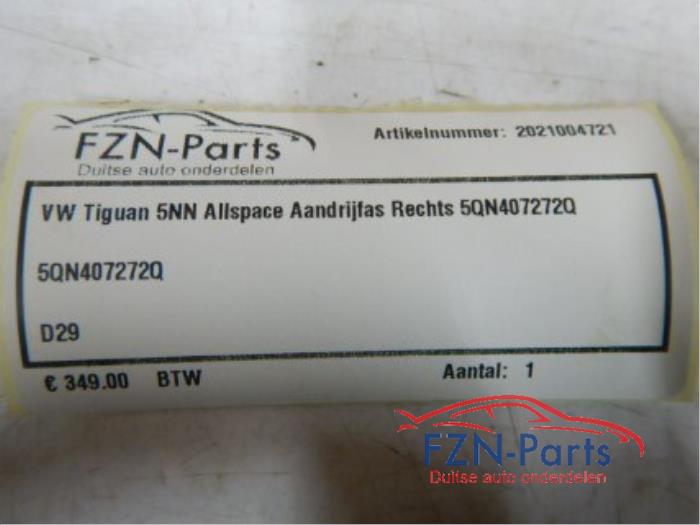 FZN-Parts
Duitse auto onderdelen
Artikelnummer: 2021004721
VW Tiguan 5NN Allspace Aandrijfas Rechts 5QN407272Q
5QN407272Q
D29
€ 349.00 BTW
Aantal: 1
FZN-Parts
Duitse auto onderdelen